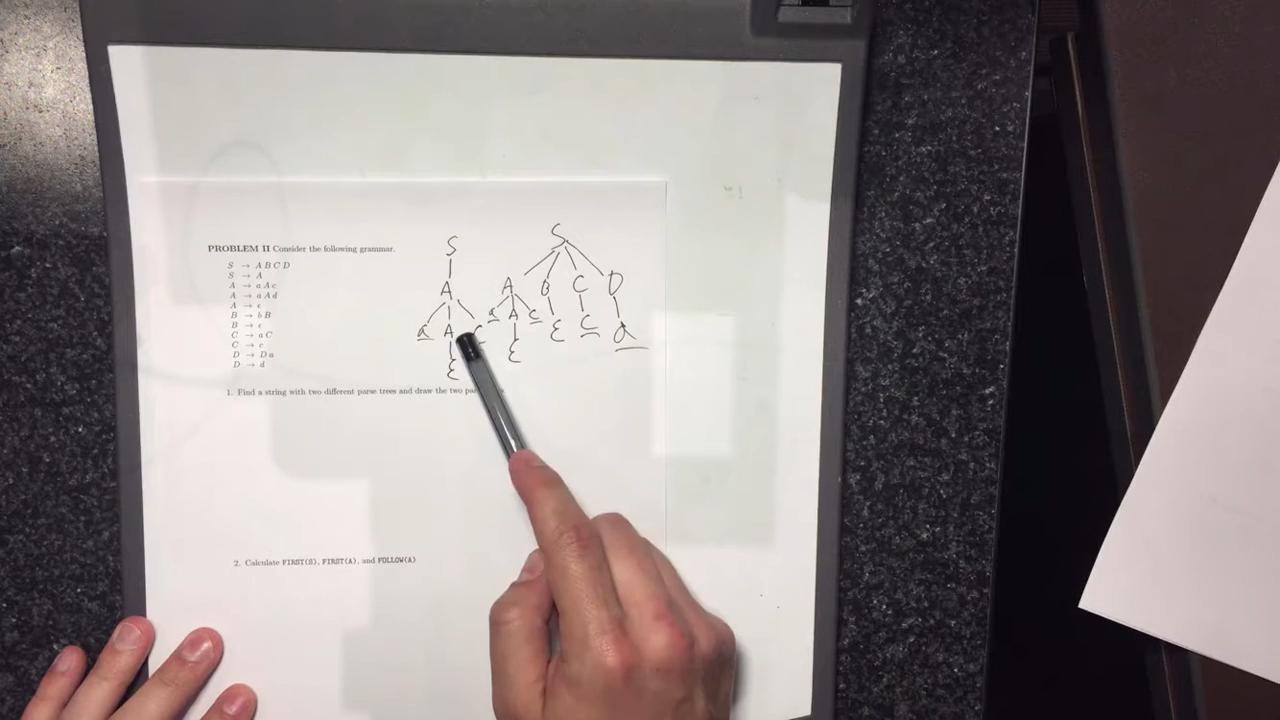 PROBLEM II Consider the following grammar.
S → A B C D
S → A
A → a A c
A → a A d
A → ε
B → b B
B → ε
C → a C
C → c
D → D a
D → d
S
A
a A c
ε
S
A B C D
a A c ε c d
ε
1. Find a string with two different parse trees and draw the two
2. Calculate FIRST(S), FIRST(A), and FOLLOW(A)